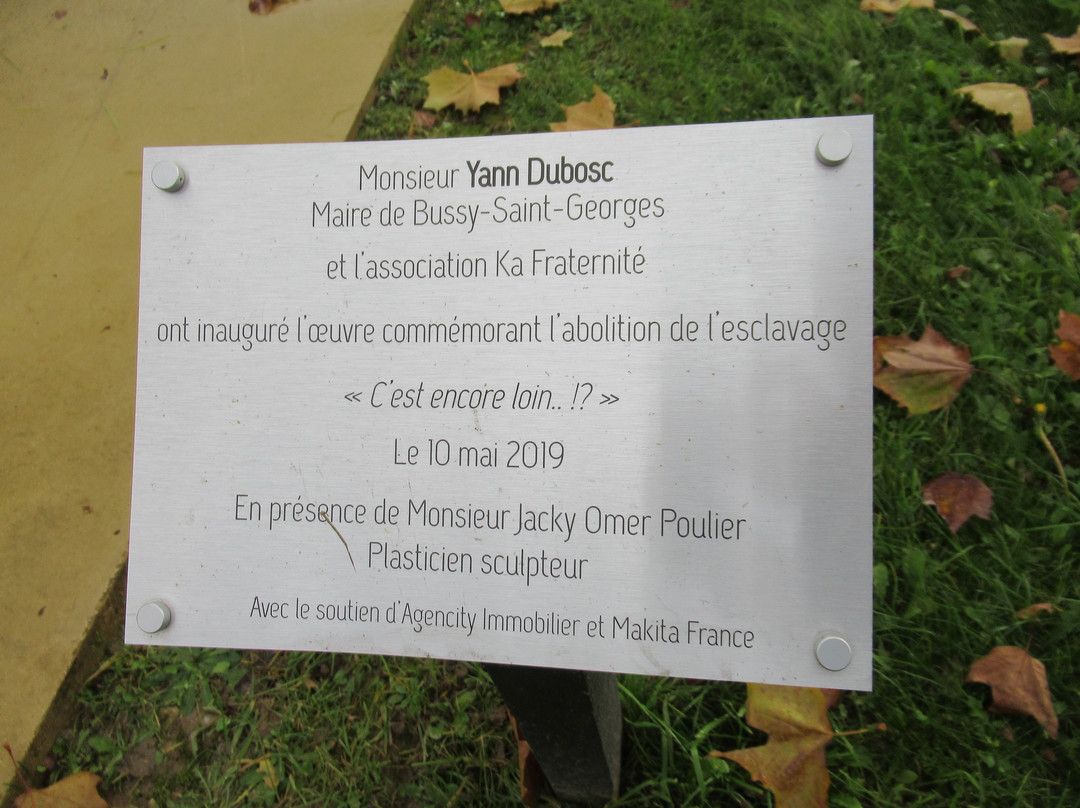 Monsieur Yann Dubosc
Maire de Bussy-Saint-Georges
et l'association Ka Fraternité
ont inauguré l'œuvre commémorant l'abolition de l'esclavage
« C'est encore loin.. !? »
Le 10 mai 2019
En présence de Monsieur Jacky Omer Poulier
Plasticien sculpteur
Avec le soutien d'Agencity Immobilier et Makita France